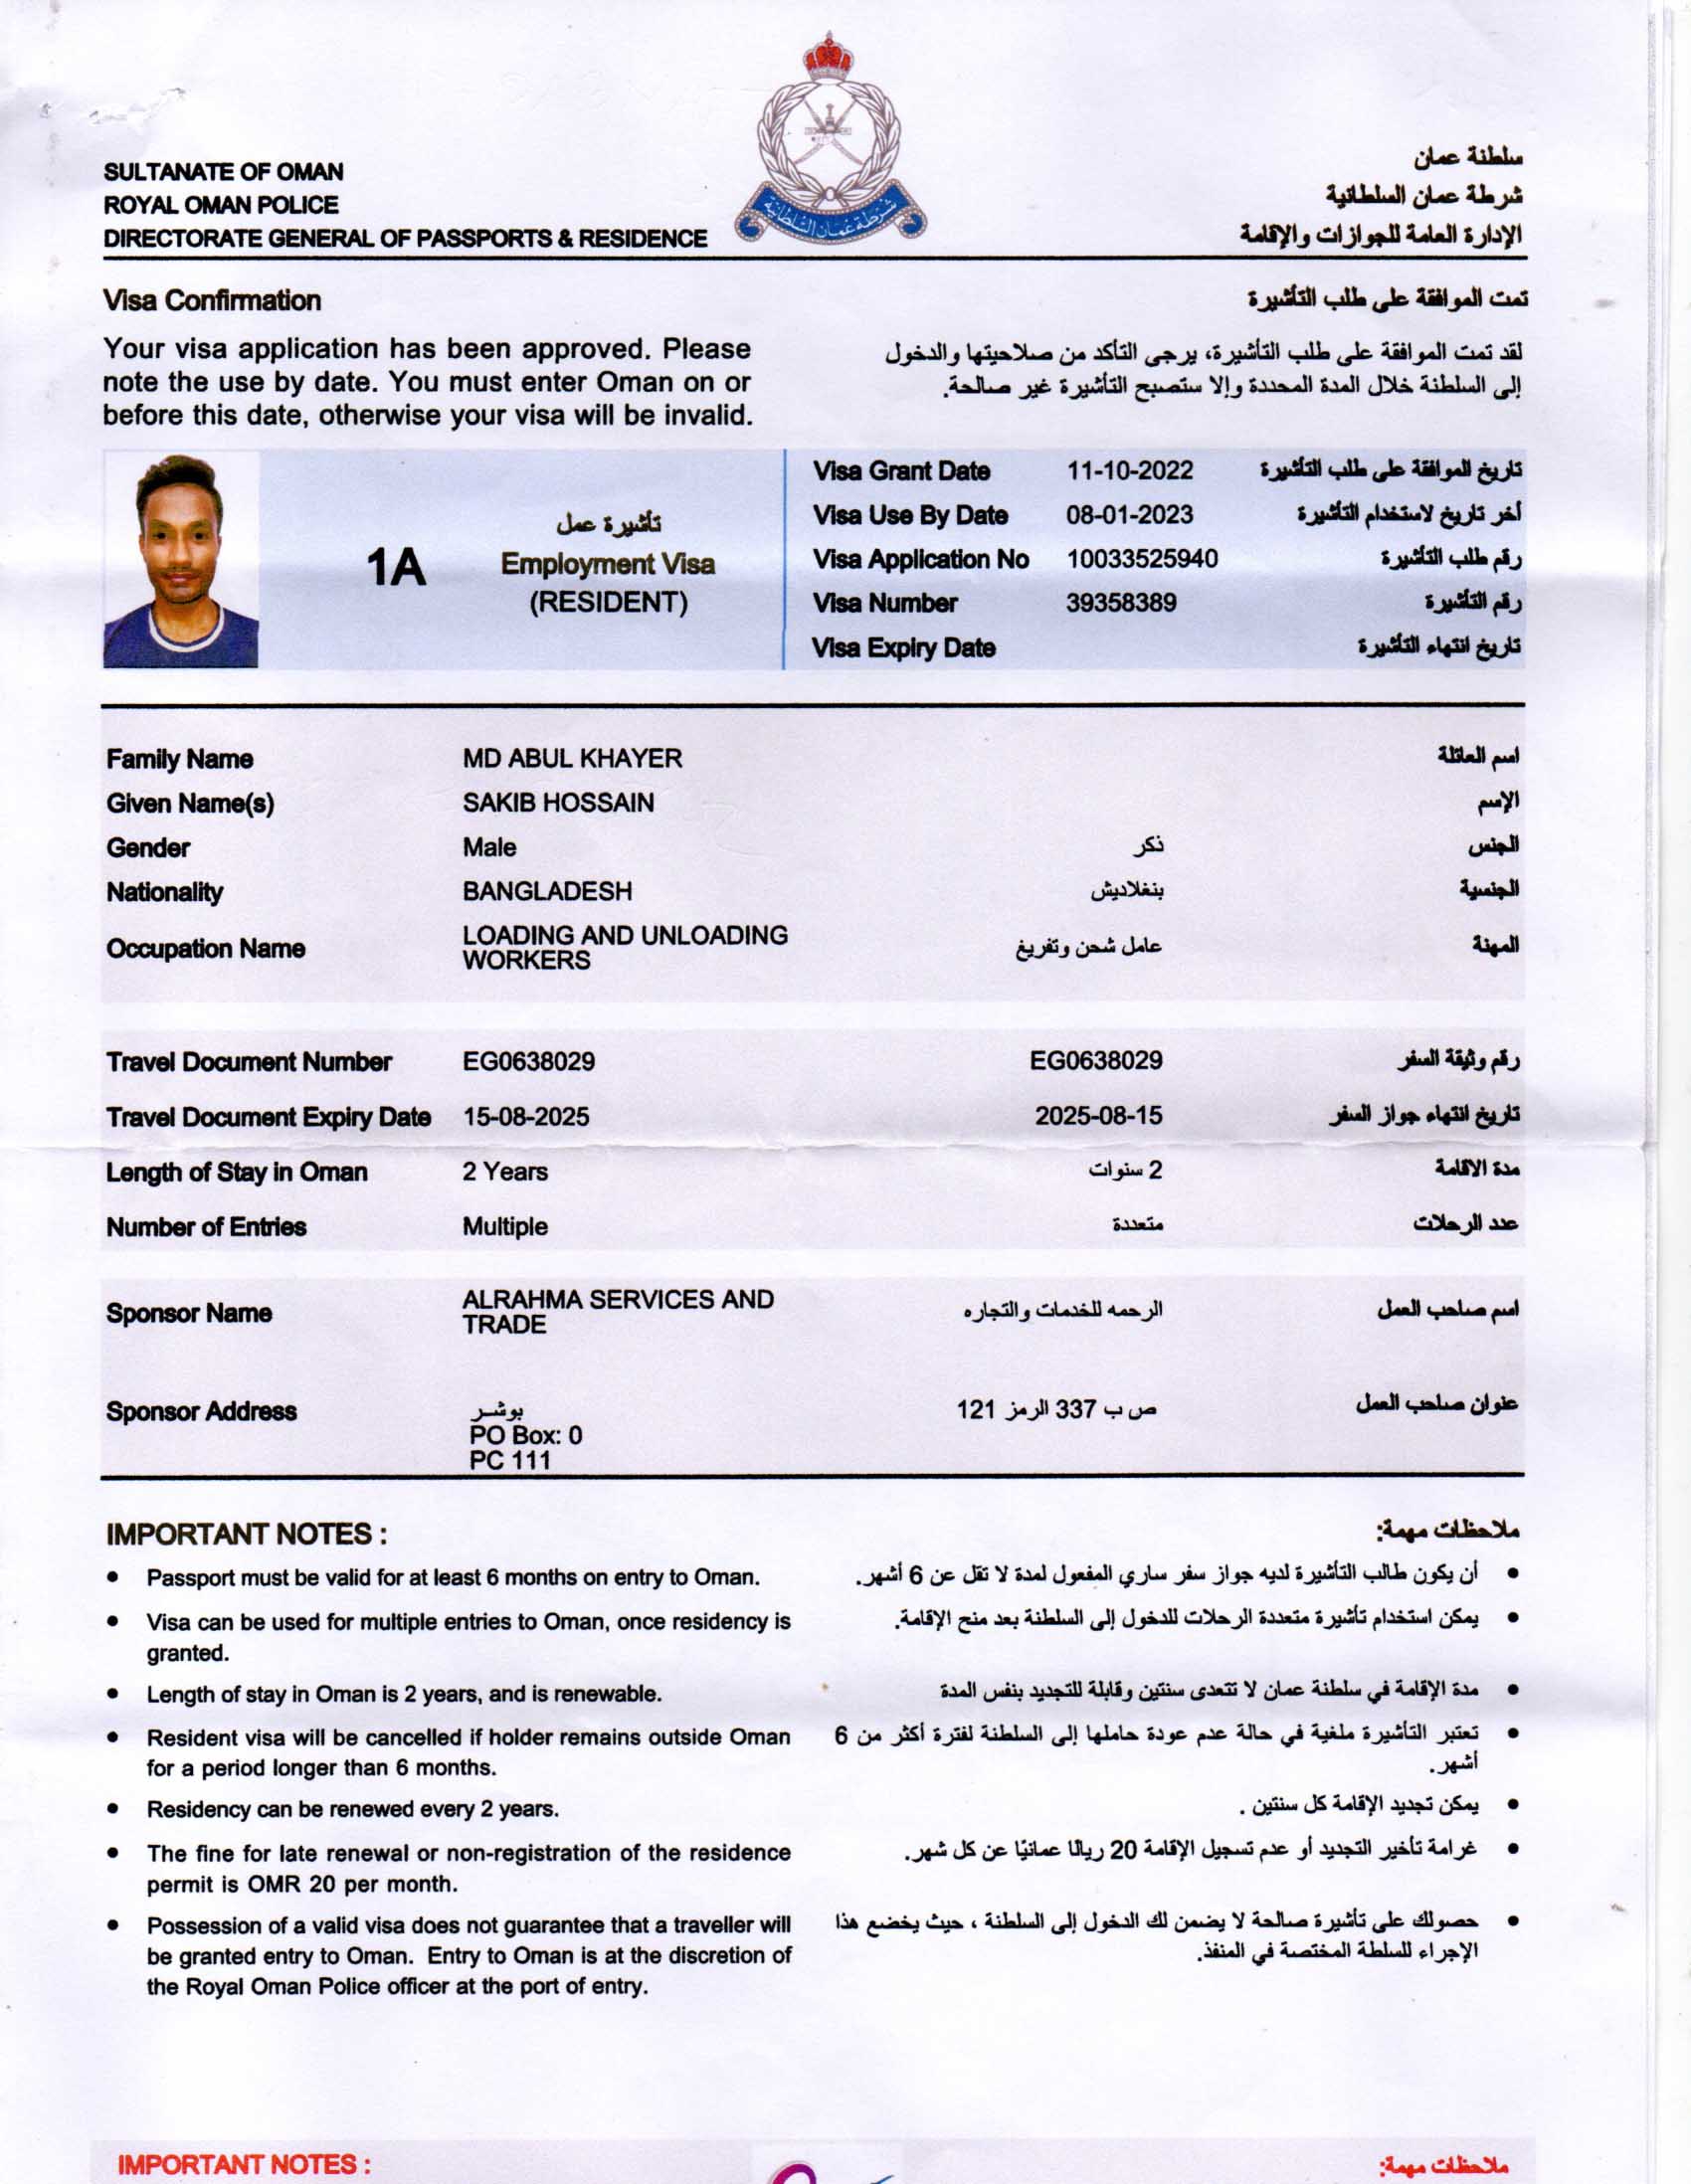 SULTANATE OF OMAN
ROYAL OMAN POLICE
DIRECTORATE GENERAL OF PASSPORTS & RESIDENCE
شرطة عمان السلطانية
سلطنة عمان
شرطة عمان السلطانية
الإدارة العامة للجوازات والإقامة
Visa Confirmation
تمت الموافقة على طلب التأشيرة
Your visa application has been approved. Please
note the use by date. You must enter Oman on or
before this date, otherwise your visa will be invalid.
لقد تمت الموافقة على طلب التأشيرة، يرجى التأكد من صلاحيتها والدخول
إلى السلطنة خلال المدة المحددة وإلا ستصبح التأشيرة غير صالحة.
1A
تأشيرة عمل
Employment Visa
(RESIDENT)
Visa Grant Date 11-10-2022 تاريخ الموافقة على طلب التأشيرة
Visa Use By Date 08-01-2023 أخر تاريخ لاستخدام التأشيرة
Visa Application No 10033525940 رقم طلب التأشيرة
Visa Number 39358389 رقم التأشيرة
Visa Expiry Date تاريخ انتهاء التأشيرة
Family Name MD ABUL KHAYER اسم العائلة
Given Name(s) SAKIB HOSSAIN الإسم
Gender Male ذكر الجنس
Nationality BANGLADESH بنغلاديش الجنسية
Occupation Name LOADING AND UNLOADING
WORKERS عامل شحن وتفريغ المهنة
Travel Document Number EG0638029 EG0638029 رقم وثيقة السفر
Travel Document Expiry Date 15-08-2025 2025-08-15 تاريخ انتهاء جواز السفر
Length of Stay in Oman 2 Years 2 سنوات مدة الاقامة
Number of Entries Multiple متعددة عدد الرحلات
Sponsor Name ALRAHMA SERVICES AND
TRADE الرحمه للخدمات والتجاره اسم صاحب العمل
Sponsor Address بوشر ص ب 337 الرمز 121 عنوان صاحب العمل
PO Box: 0
PC 111
IMPORTANT NOTES :
• Passport must be valid for at least 6 months on entry to Oman.
• Visa can be used for multiple entries to Oman, once residency is
granted.
• Length of stay in Oman is 2 years, and is renewable.
• Resident visa will be cancelled if holder remains outside Oman
for a period longer than 6 months.
• Residency can be renewed every 2 years.
• The fine for late renewal or non-registration of the residence
permit is OMR 20 per month.
• Possession of a valid visa does not guarantee that a traveller will
be granted entry to Oman. Entry to Oman is at the discretion of
the Royal Oman Police officer at the port of entry.
ملاحظات مهمة:
• أن يكون طالب التأشيرة لديه جواز سفر ساري المفعول لمدة لا تقل عن 6 أشهر.
• يمكن استخدام تأشيرة متعددة الرحلات للدخول إلى السلطنة بعد منح الإقامة.
• مدة الإقامة في سلطنة عمان لا تتعدى سنتين وقابلة للتجديد بنفس المدة
• تعتبر التأشيرة ملغية في حالة عدم عودة حاملها إلى السلطنة لفترة أكثر من 6
أشهر.
• يمكن تجديد الإقامة كل سنتين .
• غرامة تأخير التجديد أو عدم تسجيل الإقامة 20 ريالا عمانيًا عن كل شهر.
• حصولك على تأشيرة صالحة لا يضمن لك الدخول إلى السلطنة ، حيث يخضع هذا
الإجراء للسلطة المختصة في المنفذ.
IMPORTANT NOTES :
ملاحظات مهمة: